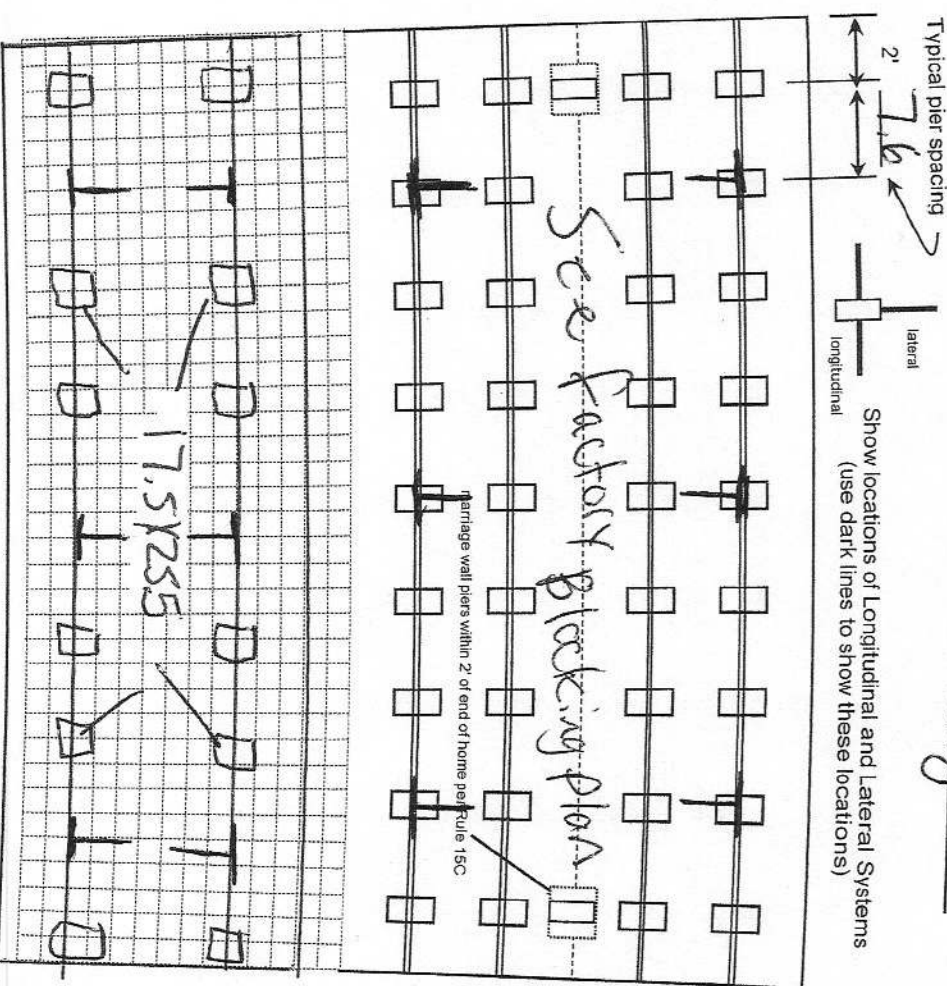 Typical pier spacing
2'
7.6
lateral
longitudinal
Show locations of Longitudinal and Lateral Systems
(use dark lines to show these locations)
See factory Blocking plan
marriage wall piers within 2' of end of home per Rule 15C
17.5X25.5